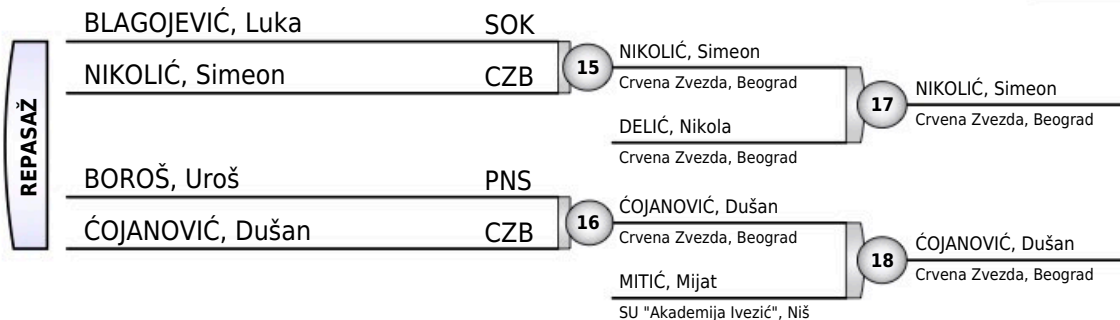 REPASAŽ
BLAGOJEVIĆ, Luka SOK
NIKOLIĆ, Simeon CZB
15
NIKOLIĆ, Simeon
Crvena Zvezda, Beograd
DELIĆ, Nikola
Crvena Zvezda, Beograd
17
NIKOLIĆ, Simeon
Crvena Zvezda, Beograd
BOROŠ, Uroš PNS
ĆOJANOVIĆ, Dušan CZB
16
ĆOJANOVIĆ, Dušan
Crvena Zvezda, Beograd
MITIĆ, Mijat
SU "Akademija Ivezić", Niš
18
ĆOJANOVIĆ, Dušan
Crvena Zvezda, Beograd